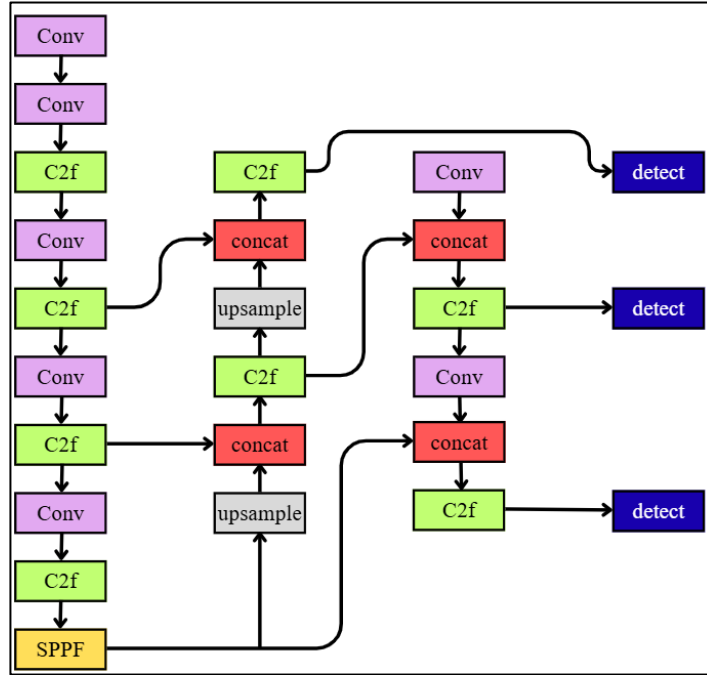 Conv
Conv
C2f
Conv
C2f
Conv
C2f
Conv
C2f
SPPF
C2f
concat
upsample
C2f
concat
upsample
Conv
concat
C2f
Conv
concat
C2f
detect
detect
detect